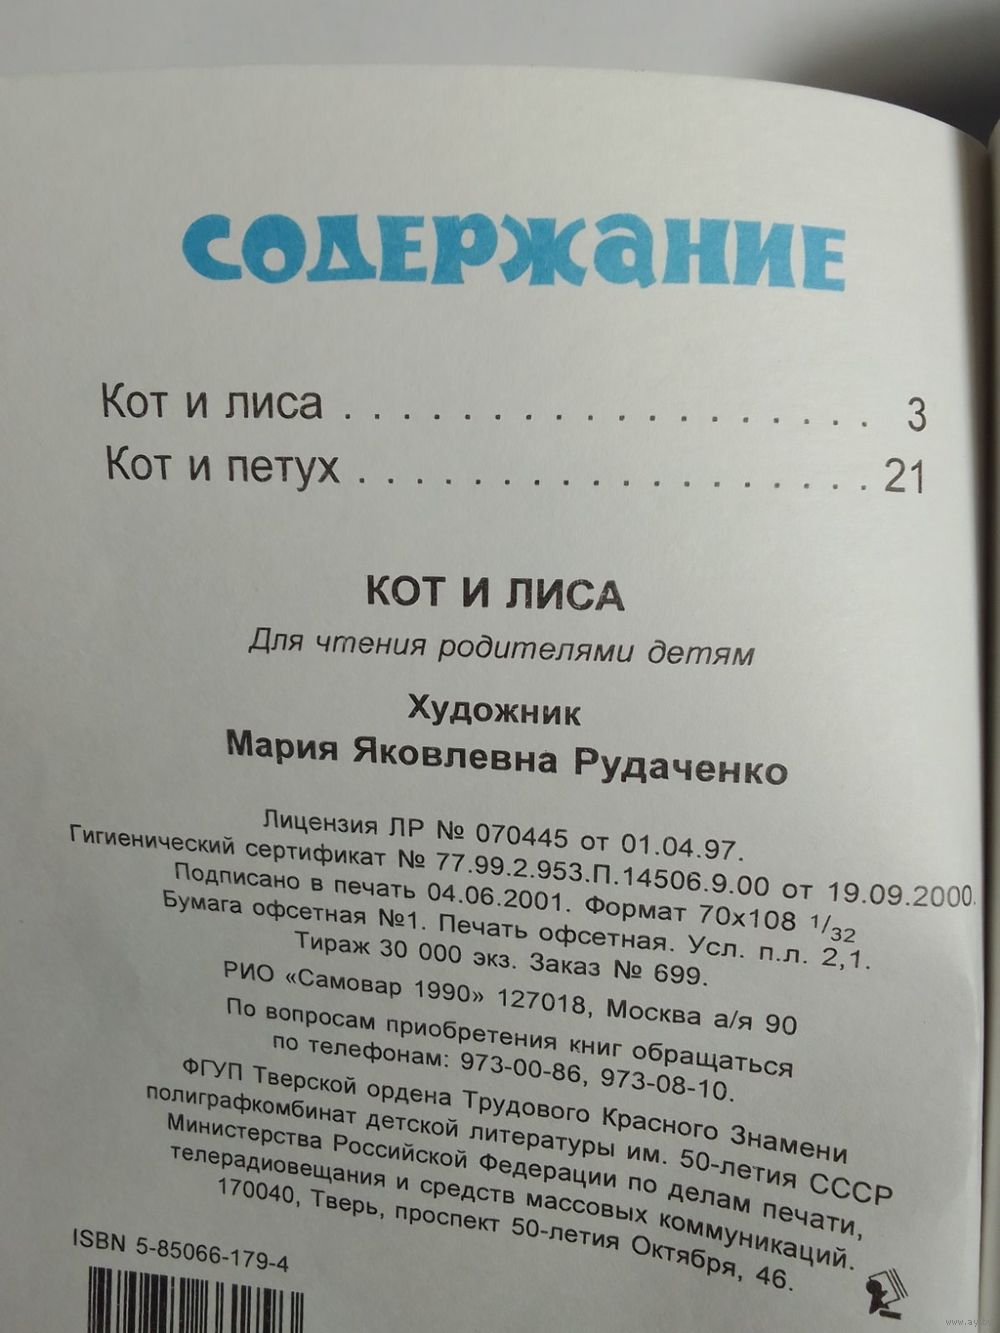 СОДЕРЖАНИЕ
Кот и лиса . . . . . . . . . . . . . . . . . . 3
Кот и петух . . . . . . . . . . . . . . . . . . 21
КОТ И ЛИСА
Для чтения родителями детям
Художник
Мария Яковлевна Рудаченко
Лицензия ЛР № 070445 от 01.04.97.
Гигиенический сертификат № 77.99.2.953.П.14506.9.00 от 19.09.2000.
Подписано в печать 04.06.2001. Формат 70х108 1/32
Бумага офсетная №1. Печать офсетная. Усл. п.л. 2,1.
Тираж 30 000 экз. Заказ № 699.
РИО «Самовар 1990» 127018, Москва а/я 90
По вопросам приобретения книг обращаться
по телефонам: 973-00-86, 973-08-10.
ФГУП Тверской ордена Трудового Красного Знамени
полиграфкомбинат детской литературы им. 50-летия СССР
Министерства Российской Федерации по делам печати,
телерадиовещания и средств массовых коммуникаций.
170040, Тверь, проспект 50-летия Октября, 46.
ISBN 5-85066-179-4